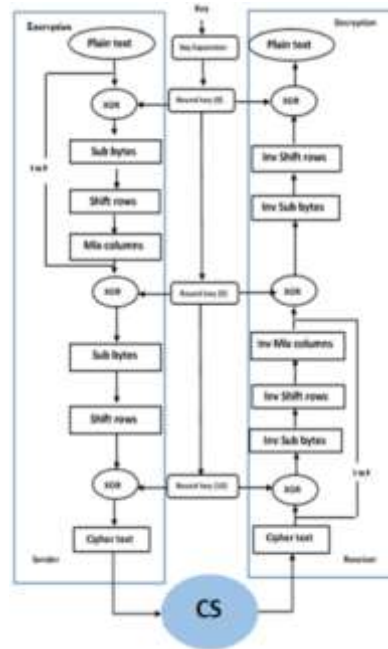 Key
Encryption
Decryption
Plain text
Key Expansion
Plain text
XOR
Round key (0)
XOR
Sub bytes
Inv Shift rows
Shift rows
Inv Sub bytes
Mix columns
XOR
XOR
Sub bytes
Inv Mix columns
Shift rows
Inv Shift rows
Inv Sub bytes
XOR
Round key (10)
XOR
Cipher text
Cipher text
Sender
Receiver
CS